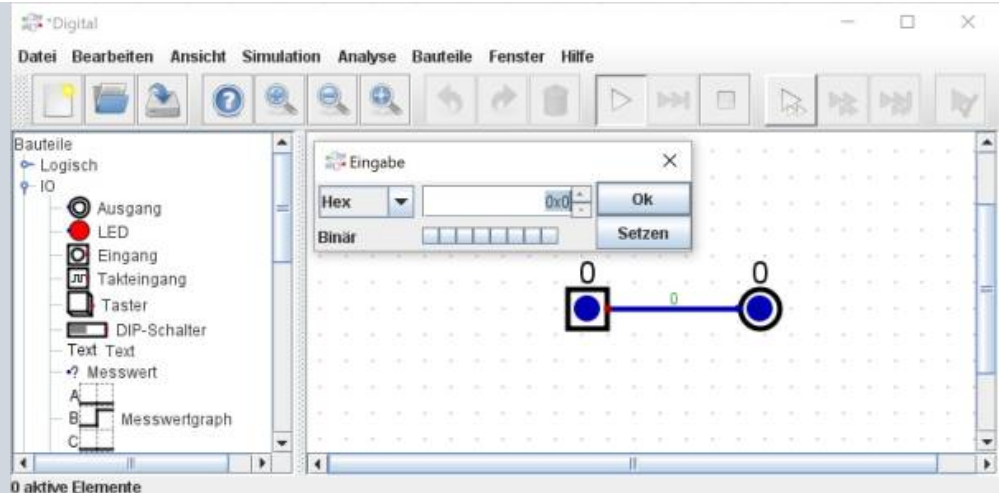 *Digital
Datei Bearbeiten Ansicht Simulation Analyse Bauteile Fenster Hilfe
Bauteile
Logisch
IO
Ausgang
LED
Eingang
Takteingang
Taster
DIP-Schalter
Text Text
Messwert
A
B Messwertgraph
C
Eingabe
Hex 0x0 Ok
Binär Setzen
0 0
0
0 aktive Elemente